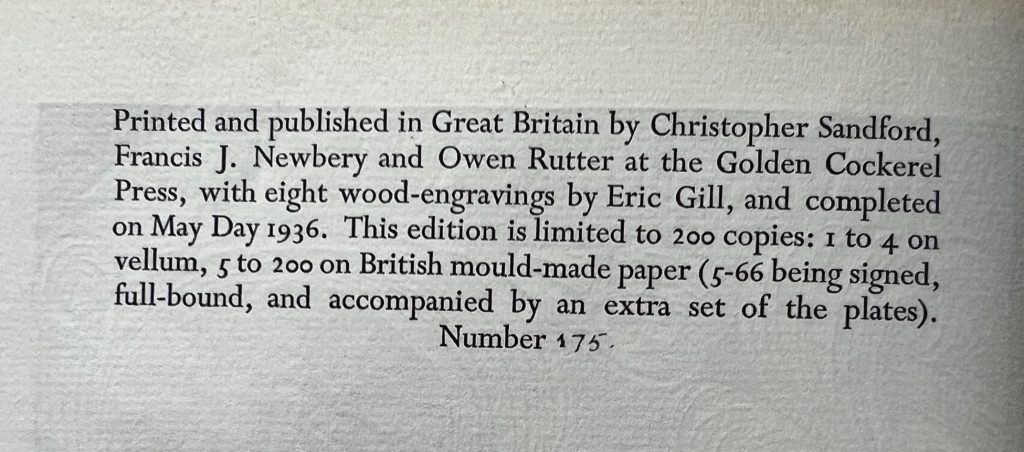 Printed and published in Great Britain by Christopher Sandford,
Francis J. Newbery and Owen Rutter at the Golden Cockerel
Press, with eight wood-engravings by Eric Gill, and completed
on May Day 1936. This edition is limited to 200 copies: 1 to 4 on
vellum, 5 to 200 on British mould-made paper (5-66 being signed,
full-bound, and accompanied by an extra set of the plates).
Number 175.